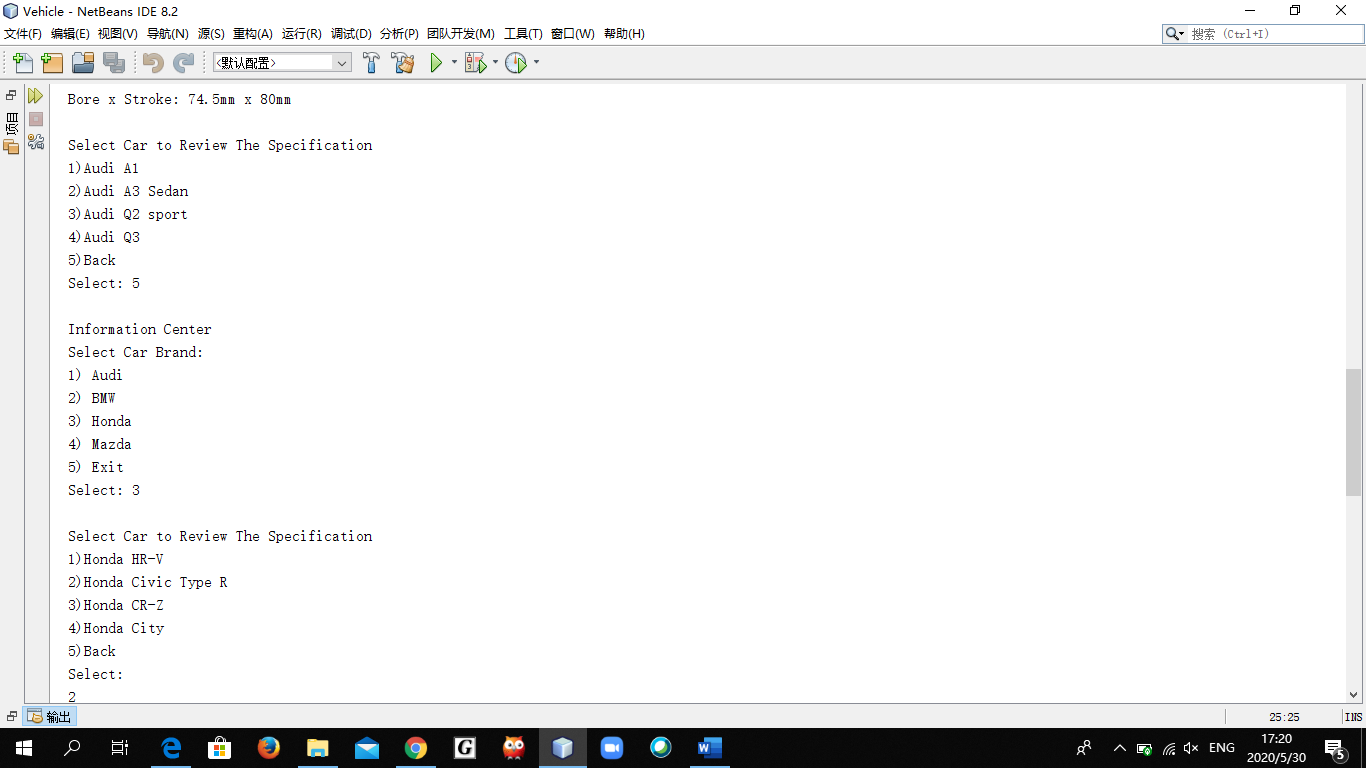 Vehicle - NetBeans IDE 8.2
文件(F) 编辑(E) 视图(V) 导航(N) 源(S) 重构(A) 运行(R) 调试(D) 分析(P) 团队开发(M) 工具(T) 窗口(W) 帮助(H)
搜索 (Ctrl+I)
<默认配置>
Bore x Stroke: 74.5mm x 80mm
Select Car to Review The Specification
1)Audi A1
2)Audi A3 Sedan
3)Audi Q2 sport
4)Audi Q3
5)Back
Select: 5
Information Center
Select Car Brand:
1) Audi
2) BMW
3) Honda
4) Mazda
5) Exit
Select: 3
Select Car to Review The Specification
1)Honda HR-V
2)Honda Civic Type R
3)Honda CR-Z
4)Honda City
5)Back
Select:
2
输出
25:25
INS
ENG
17:20
2020/5/30
5